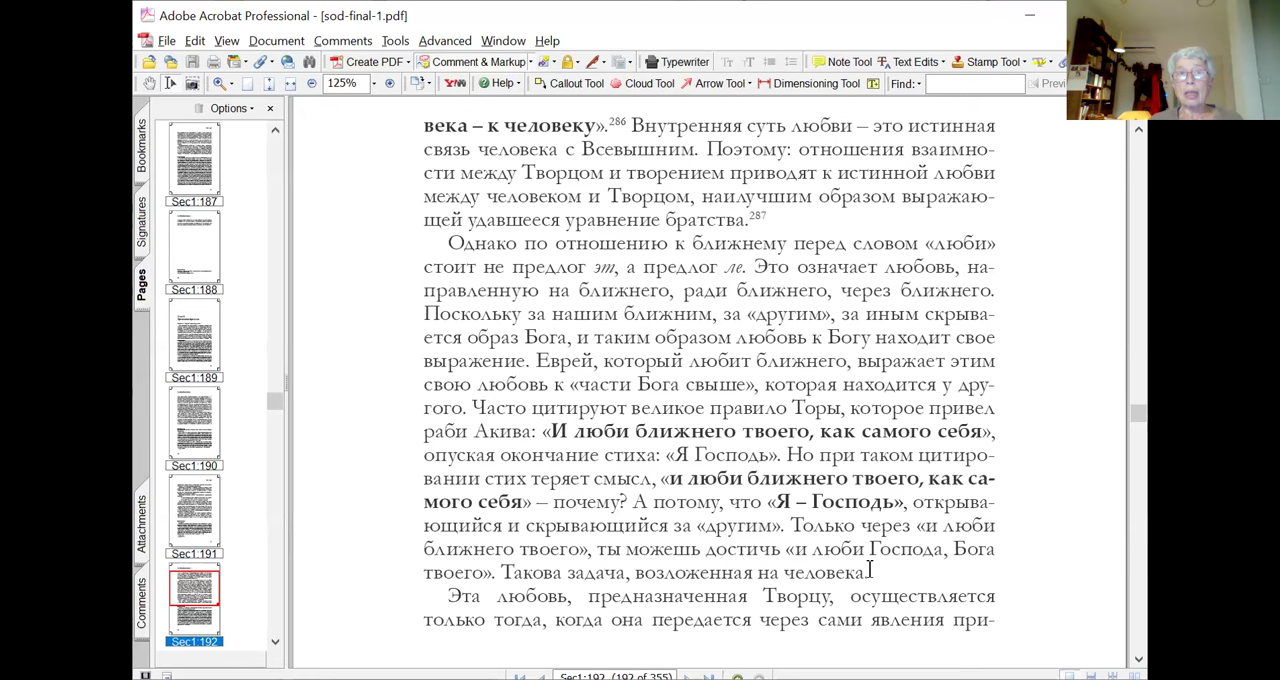 Adobe Acrobat Professional - [sod-final-1.pdf]
File Edit View Document Comments Tools Advanced Window Help
Create PDF Comment & Markup Typewriter Note Tool Text Edits Stamp Tool
125% Help Callout Tool Cloud Tool Arrow Tool Dimensioning Tool Find:
Options
Bookmarks
Signatures
Pages
Attachments
Comments
Sec1:187
Sec1:188
Sec1:189
Sec1:190
Sec1:191
Sec1:192
века – к человеку».286 Внутренняя суть любви – это истинная
связь человека с Всевышним. Поэтому: отношения взаимно-
сти между Творцом и творением приводят к истинной любви
между человеком и Творцом, наилучшим образом выражаю-
щей удавшееся уравнение братства.287
Однако по отношению к ближнему перед словом «люби»
стоит не предлог эт, а предлог ле. Это означает любовь, на-
правленную на ближнего, ради ближнего, через ближнего.
Поскольку за нашим ближним, за «другим», за иным скрыва-
ется образ Бога, и таким образом любовь к Богу находит свое
выражение. Еврей, который любит ближнего, выражает этим
свою любовь к «части Бога свыше», которая находится у дру-
гого. Часто цитируют великое правило Торы, которое привел
раби Акива: «И люби ближнего твоего, как самого себя»,
опуская окончание стиха: «Я Господь». Но при таком цитиро-
вании стих теряет смысл, «и люби ближнего твоего, как са-
мого себя» – почему? А потому, что «Я – Господь», открыва-
ющийся и скрывающийся за «другим». Только через «и люби
ближнего твоего», ты можешь достичь «и люби Господа, Бога
твоего». Такова задача, возложенная на человека.
Эта любовь, предназначенная Творцу, осуществляется
только тогда, когда она передается через сами явления при-
Sec1:192 (192 of 355)